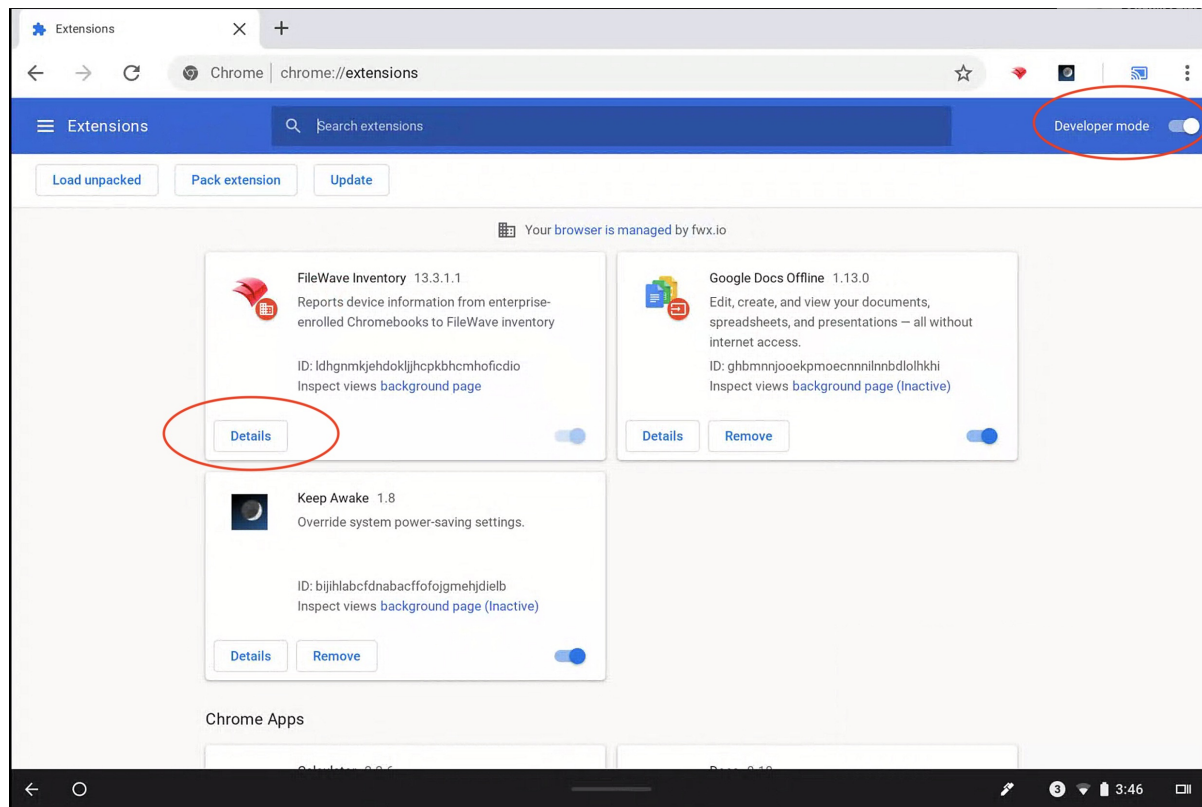 Extensions
Chrome chrome://extensions
Extensions
Search extensions
Developer mode
Load unpacked
Pack extension
Update
Your browser is managed by fwx.io
FileWave Inventory 13.3.1.1
Reports device information from enterprise-
enrolled Chromebooks to FileWave inventory
ID: ldhgnmkjehdokljjhcpkbhcmhoficdio
Inspect views background page
Details
Google Docs Offline 1.13.0
Edit, create, and view your documents,
spreadsheets, and presentations — all without
internet access.
ID: ghbmnnjooekpmoecnnnilnnbdlolhkhi
Inspect views background page (Inactive)
Details
Remove
Keep Awake 1.8
Override system power-saving settings.
ID: bijihlabcfdnabacffofojgmehjdielb
Inspect views background page (Inactive)
Details
Remove
Chrome Apps
3
3:46